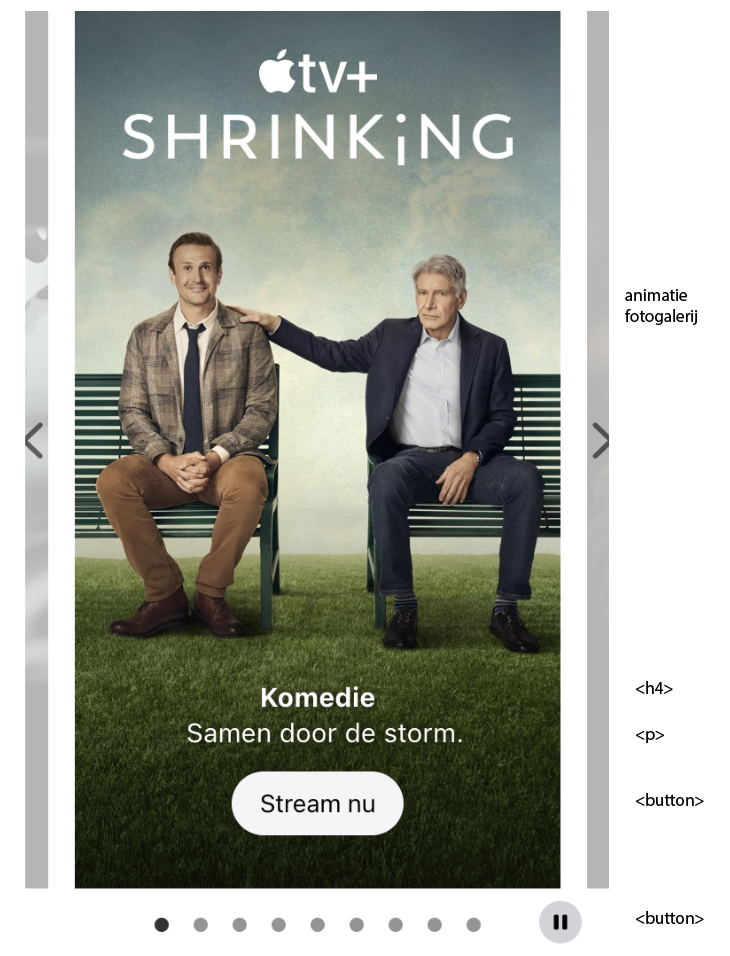 tv+
SHRINKiNG
animatie
fotogalerij
Komedie
<h4>
Samen door de storm.
<p>
Stream nu
<button>
<button>